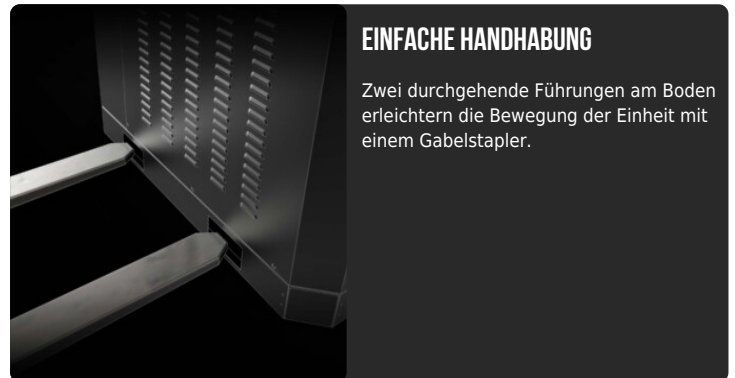 EINFACHE HANDHABUNG
Zwei durchgehende Führungen am Boden
erleichtern die Bewegung der Einheit mit
einem Gabelstapler.